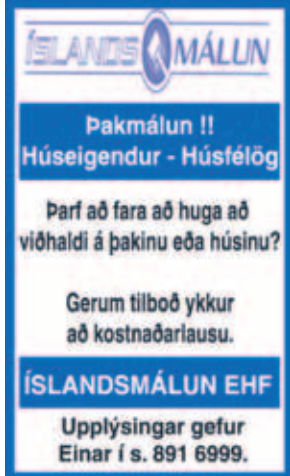 ÍSLANDS MÁLUN
Þakmálun !!
Húseigendur - Húsfélög
Þarf að fara að huga að
viðhaldi á þakinu eða húsinu?
Gerum tilboð ykkur
að kostnaðarlausu.
ÍSLANDSMÁLUN EHF
Upplýsingar gefur
Einar í s. 891 6999.